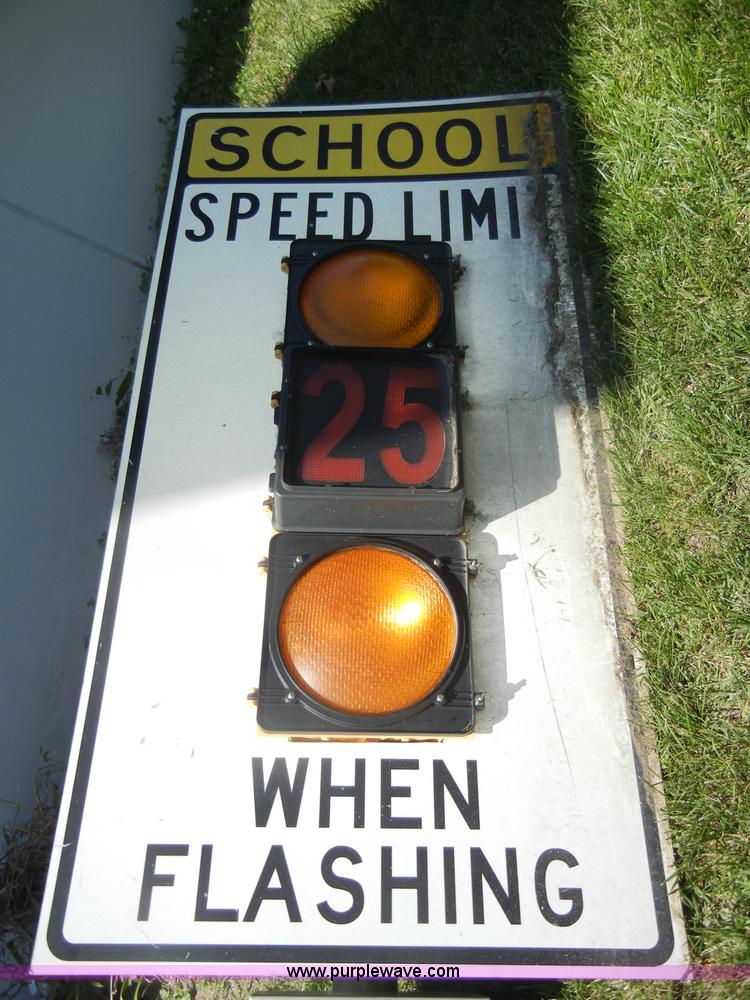 SCHOOL
SPEED LIMI
25
WHEN
FLASHING
www.purplewave.com